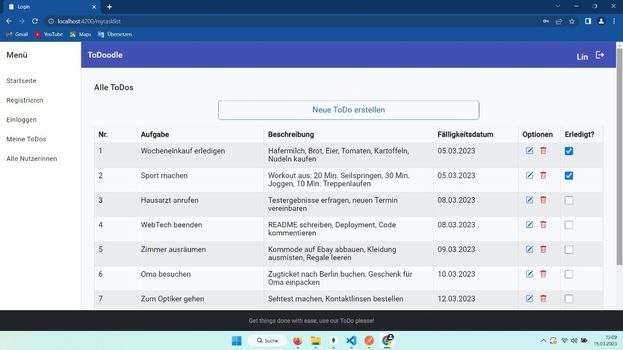 Login
localhost:4200/mytasklist
Gmail YouTube Maps Übersetzen
Menü
ToDoodle
Lin
Startseite
Registrieren
Einloggen
Meine ToDos
Alle Nutzerinnen
Alle ToDos
Neue ToDo erstellen
Nr. Aufgabe Beschreibung Fälligkeitsdatum Optionen Erledigt?
1 Wocheneinkauf erledigen Hafermilch, Brot, Eier, Tomaten, Kartoffeln, 05.03.2023
Nudeln kaufen
2 Sport machen Workout aus: 20 Min. Seilspringen, 30 Min. 05.03.2023
Joggen, 10 Min. Treppenlaufen
3 Hausarzt anrufen Testergebnisse erfragen, neuen Termin 08.03.2023
vereinbaren
4 WebTech beenden README schreiben, Deployment, Code 08.03.2023
kommentieren
5 Zimmer ausräumen Kommode auf Ebay abbauen, Kleidung 09.03.2023
ausmisten, Regale leeren
6 Oma besuchen Zugticket nach Berlin buchen, Geschenk für 10.03.2023
Oma einpacken
7 Zum Optiker gehen Sehtest machen, Kontaktlinsen bestellen 12.03.2023
Get things done with ease, use our ToDo please!
Suche
13:09
15.03.2023